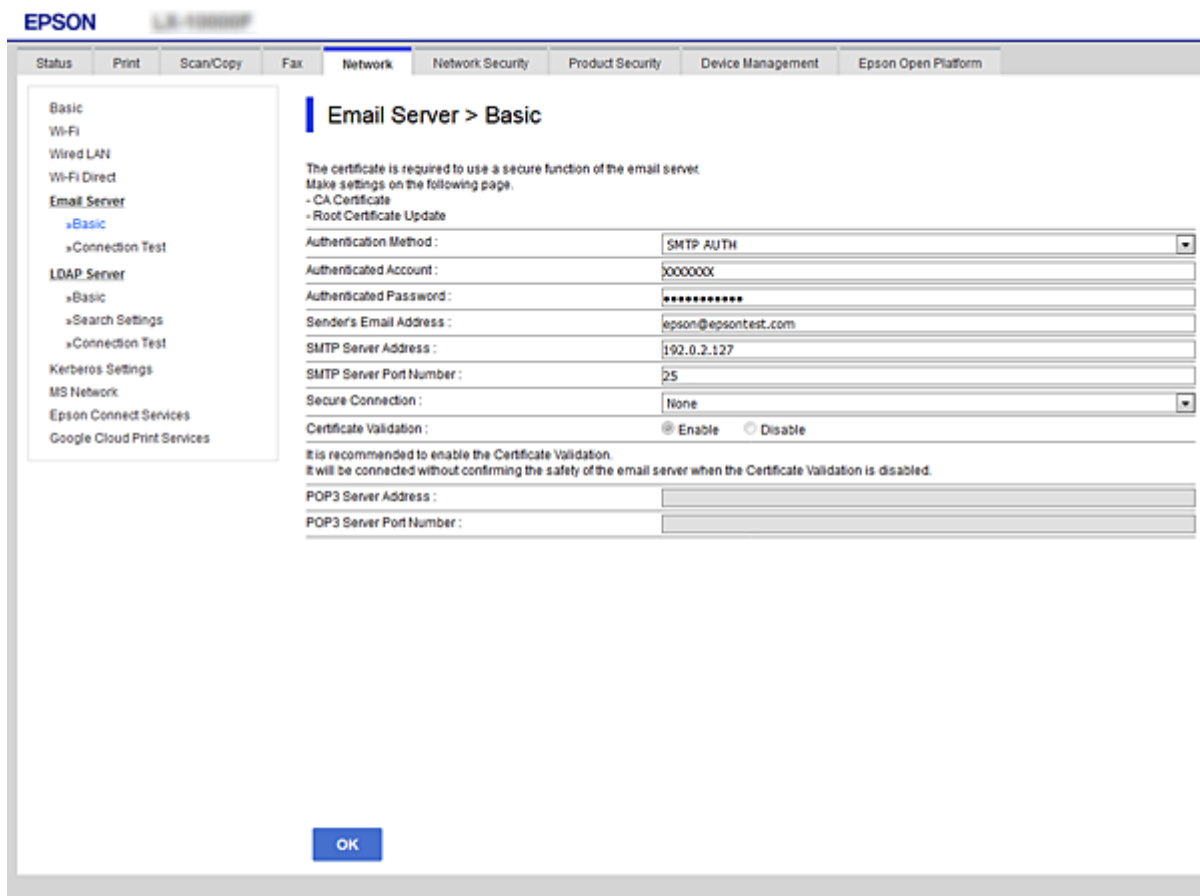 EPSON
Status Print Scan/Copy Fax Network Network Security Product Security Device Management Epson Open Platform
Basic
Wi-Fi
Wired LAN
Wi-Fi Direct
Email Server
»Basic
»Connection Test
LDAP Server
»Basic
»Search Settings
»Connection Test
Kerberos Settings
MS Network
Epson Connect Services
Google Cloud Print Services
Email Server > Basic
The certificate is required to use a secure function of the email server.
Make settings on the following page.
- CA Certificate
- Root Certificate Update
Authentication Method : SMTP AUTH
Authenticated Account : XXXXXXX
Authenticated Password : •••••••••••
Sender's Email Address : epson@epsontest.com
SMTP Server Address : 192.0.2.127
SMTP Server Port Number : 25
Secure Connection : None
Certificate Validation : Enable Disable
It is recommended to enable the Certificate Validation.
It will be connected without confirming the safety of the email server when the Certificate Validation is disabled.
POP3 Server Address :
POP3 Server Port Number :
OK